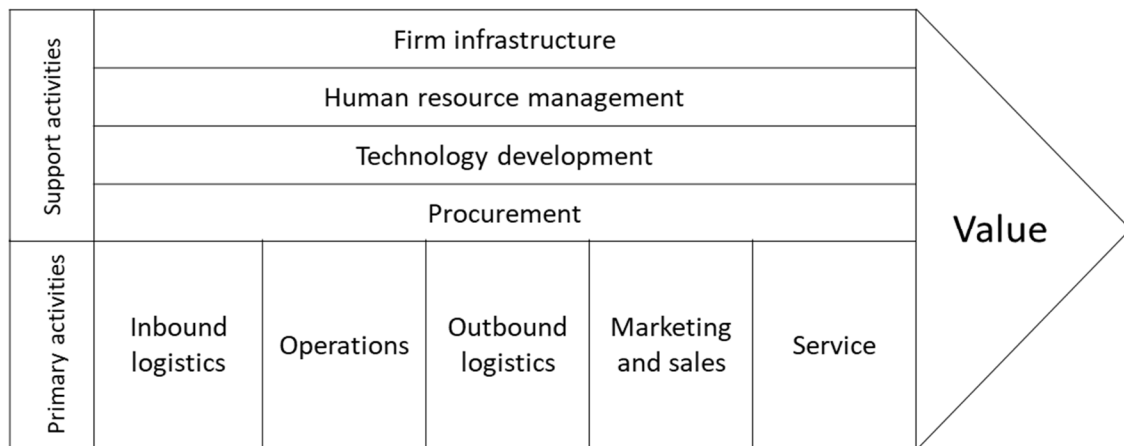 Support activities
Firm infrastructure
Human resource management
Technology development
Procurement
Value
Primary activities
Inbound
logistics
Operations
Outbound
logistics
Marketing
and sales
Service